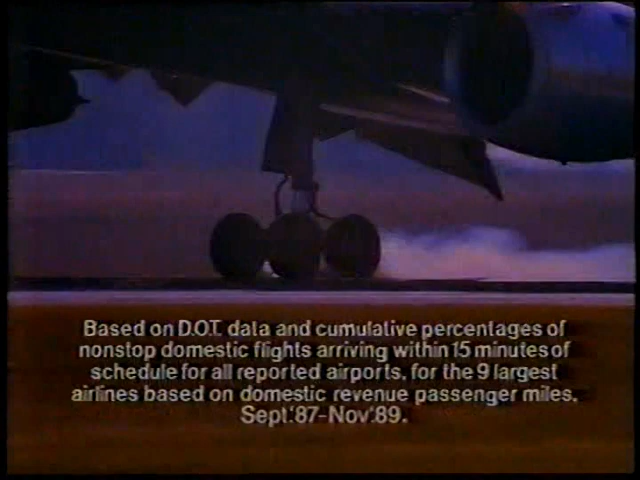 Based on D.O.T. data and cumulative percentages of
nonstop domestic flights arriving within 15 minutes of
schedule for all reported airports, for the 9 largest
airlines based on domestic revenue passenger miles.
Sept.'87-Nov.'89.